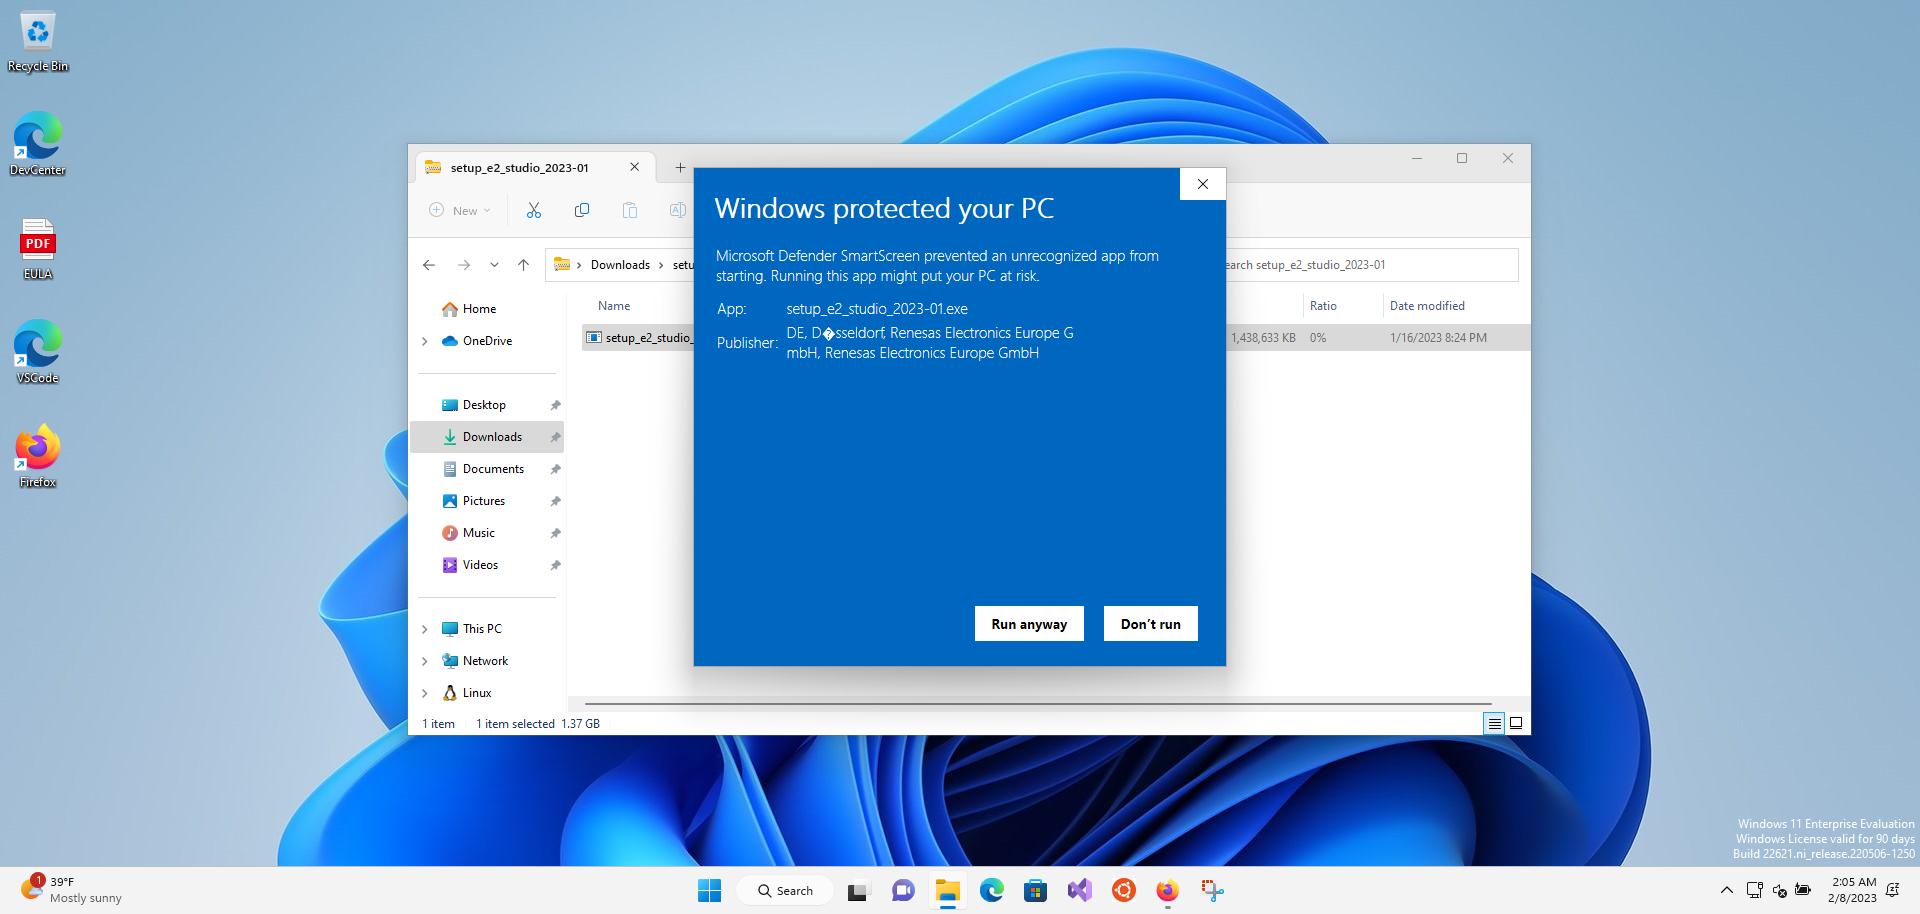 Recycle Bin
DevCenter
PDF
EULA
VSCode
Firefox
setup_e2_studio_2023-01
New
Downloads
setu
earch setup_e2_studio_2023-01
Home
OneDrive
Desktop
Downloads
Documents
Pictures
Music
Videos
This PC
Network
Linux
Name
Ratio
Date modified
setup_e2_studio_
1,438,633 KB 0% 1/16/2023 8:24 PM
1 item 1 item selected 1.37 GB
Windows protected your PC
Microsoft Defender SmartScreen prevented an unrecognized app from
starting. Running this app might put your PC at risk.
App: setup_e2_studio_2023-01.exe
Publisher: DE, D�sseldorf, Renesas Electronics Europe G
mbH, Renesas Electronics Europe GmbH
Run anyway
Don't run
Windows 11 Enterprise Evaluation
Windows License valid for 90 days
Build 22621.ni_release.220506-1250
1
39°F
Mostly sunny
Search
2:05 AM
2/8/2023